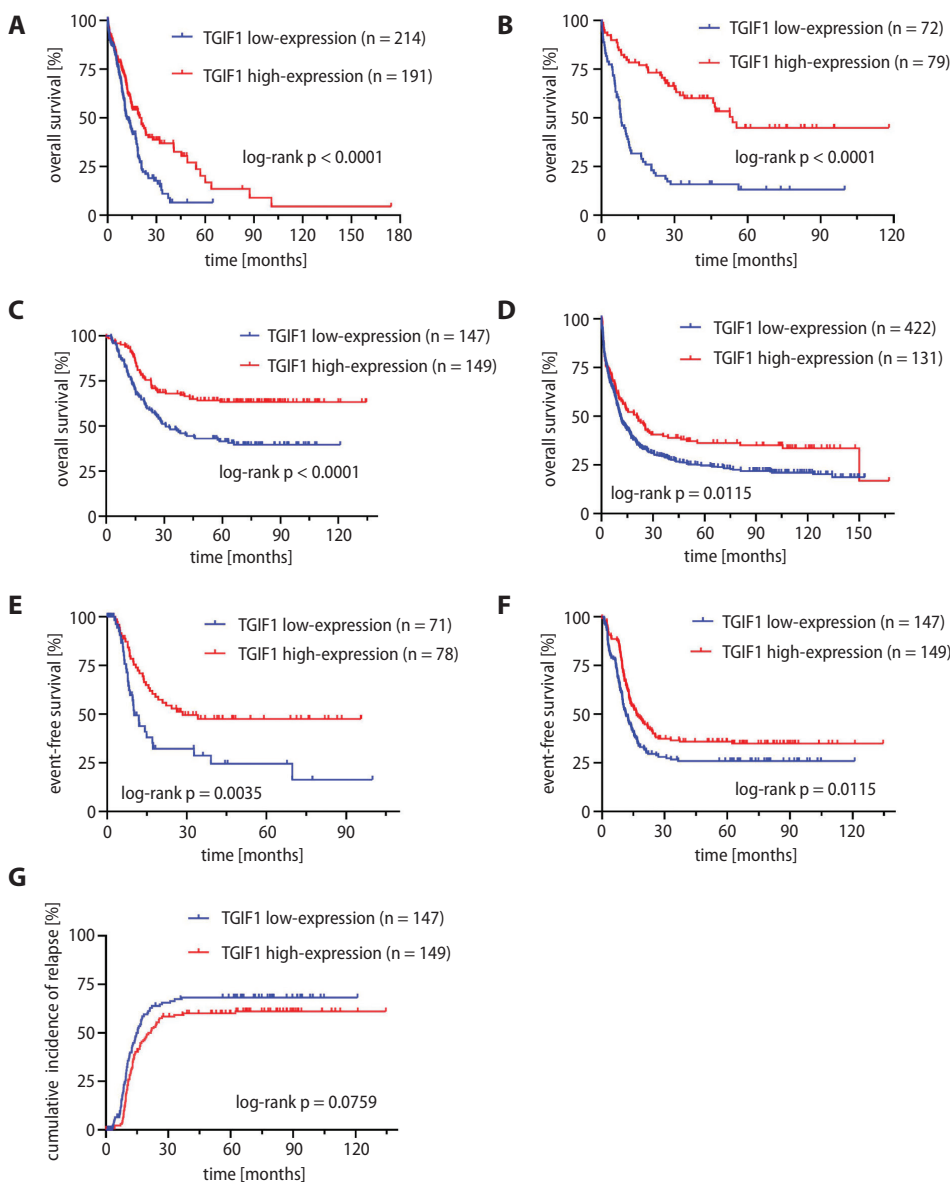 A
TGIF1 low-expression (n = 214)
TGIF1 high-expression (n = 191)
overall survival [%]
100
75
50
25
0
log-rank p < 0.0001
0 30 60 90 120 150 180
time [months]
B
TGIF1 low-expression (n = 72)
TGIF1 high-expression (n = 79)
overall survival [%]
100
75
50
25
0
log-rank p < 0.0001
0 30 60 90 120
time [months]
C
TGIF1 low-expression (n = 147)
TGIF1 high-expression (n = 149)
overall survival [%]
100
75
50
25
0
log-rank p < 0.0001
0 30 60 90 120
time [months]
D
TGIF1 low-expression (n = 422)
TGIF1 high-expression (n = 131)
overall survival [%]
100
75
50
25
0
log-rank p = 0.0115
0 30 60 90 120 150
time [months]
E
TGIF1 low-expression (n = 71)
TGIF1 high-expression (n = 78)
event-free survival [%]
100
75
50
25
0
log-rank p = 0.0035
0 30 60 90
time [months]
F
TGIF1 low-expression (n = 147)
TGIF1 high-expression (n = 149)
event-free survival [%]
100
75
50
25
0
log-rank p = 0.0115
0 30 60 90 120
time [months]
G
TGIF1 low-expression (n = 147)
TGIF1 high-expression (n = 149)
cumulative incidence of relapse [%]
100
75
50
25
0
log-rank p = 0.0759
0 30 60 90 120
time [months]